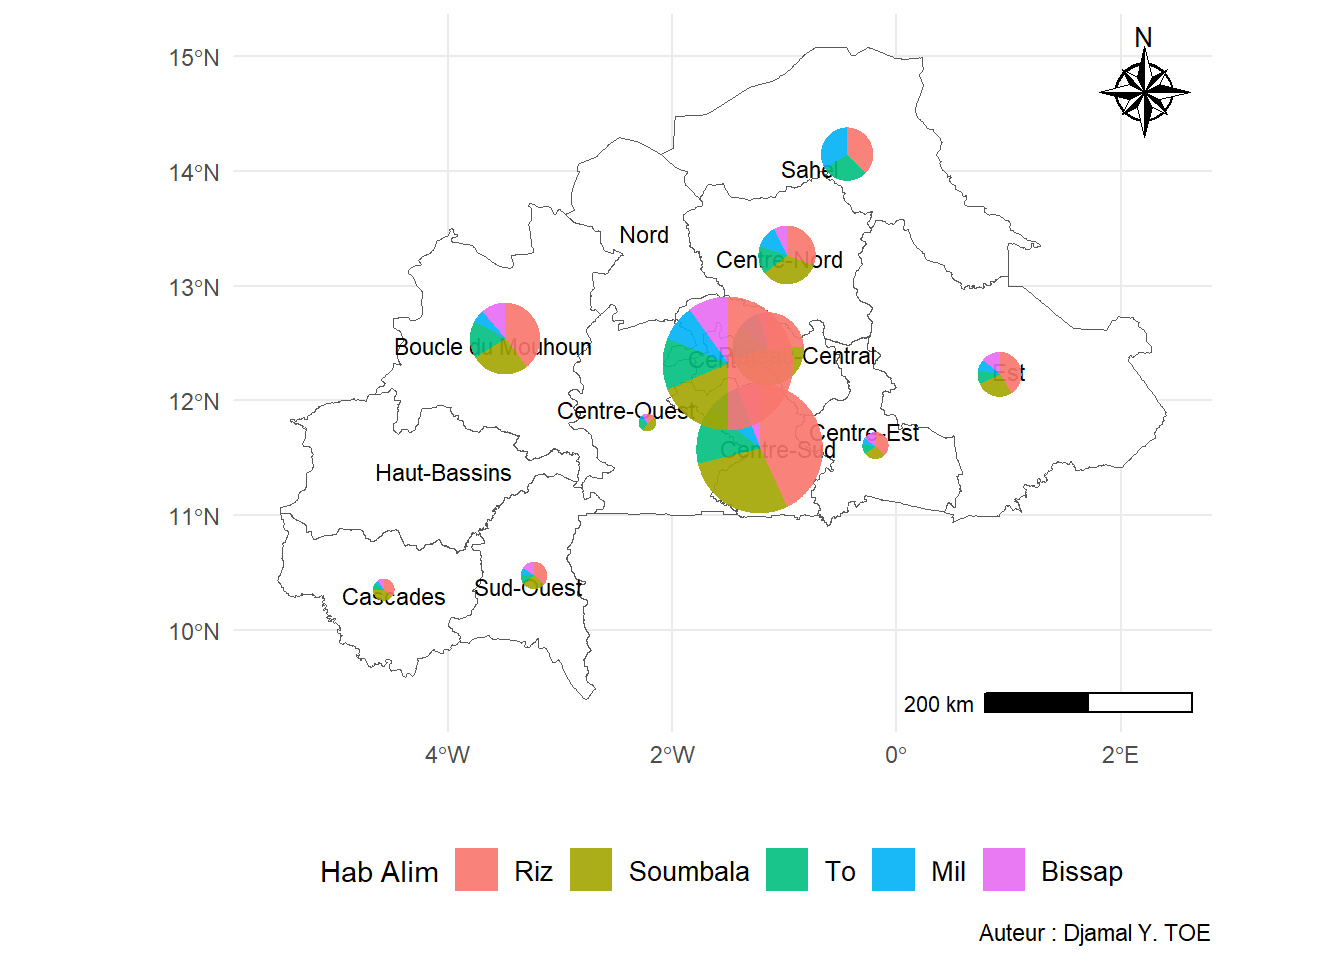 N
15°N
14°N
13°N
12°N
11°N
10°N
Sahel
Nord
Centre-Nord
Boucle du Mouhoun
Centre
-Central
Est
Centre-Ouest
Centre-Est
Centre-Sud
Haut-Bassins
Cascades
Sud-Ouest
200 km
4°W
2°W
0°
2°E
Hab Alim
Riz
Soumbala
To
Mil
Bissap
Auteur : Djamal Y. TOE